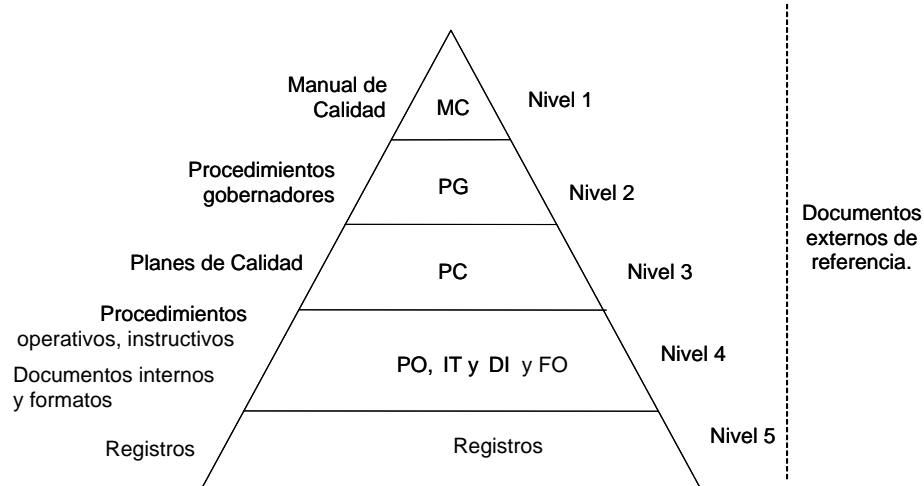 Manual de
Calidad
MC
Nivel 1
Procedimientos
gobernadores
PG
Nivel 2
Planes de Calidad
PC
Nivel 3
Procedimientos
operativos, instructivos
Documentos internos
y formatos
PO, IT y DI y FO
Nivel 4
Registros
Registros
Nivel 5
Documentos
externos de
referencia.